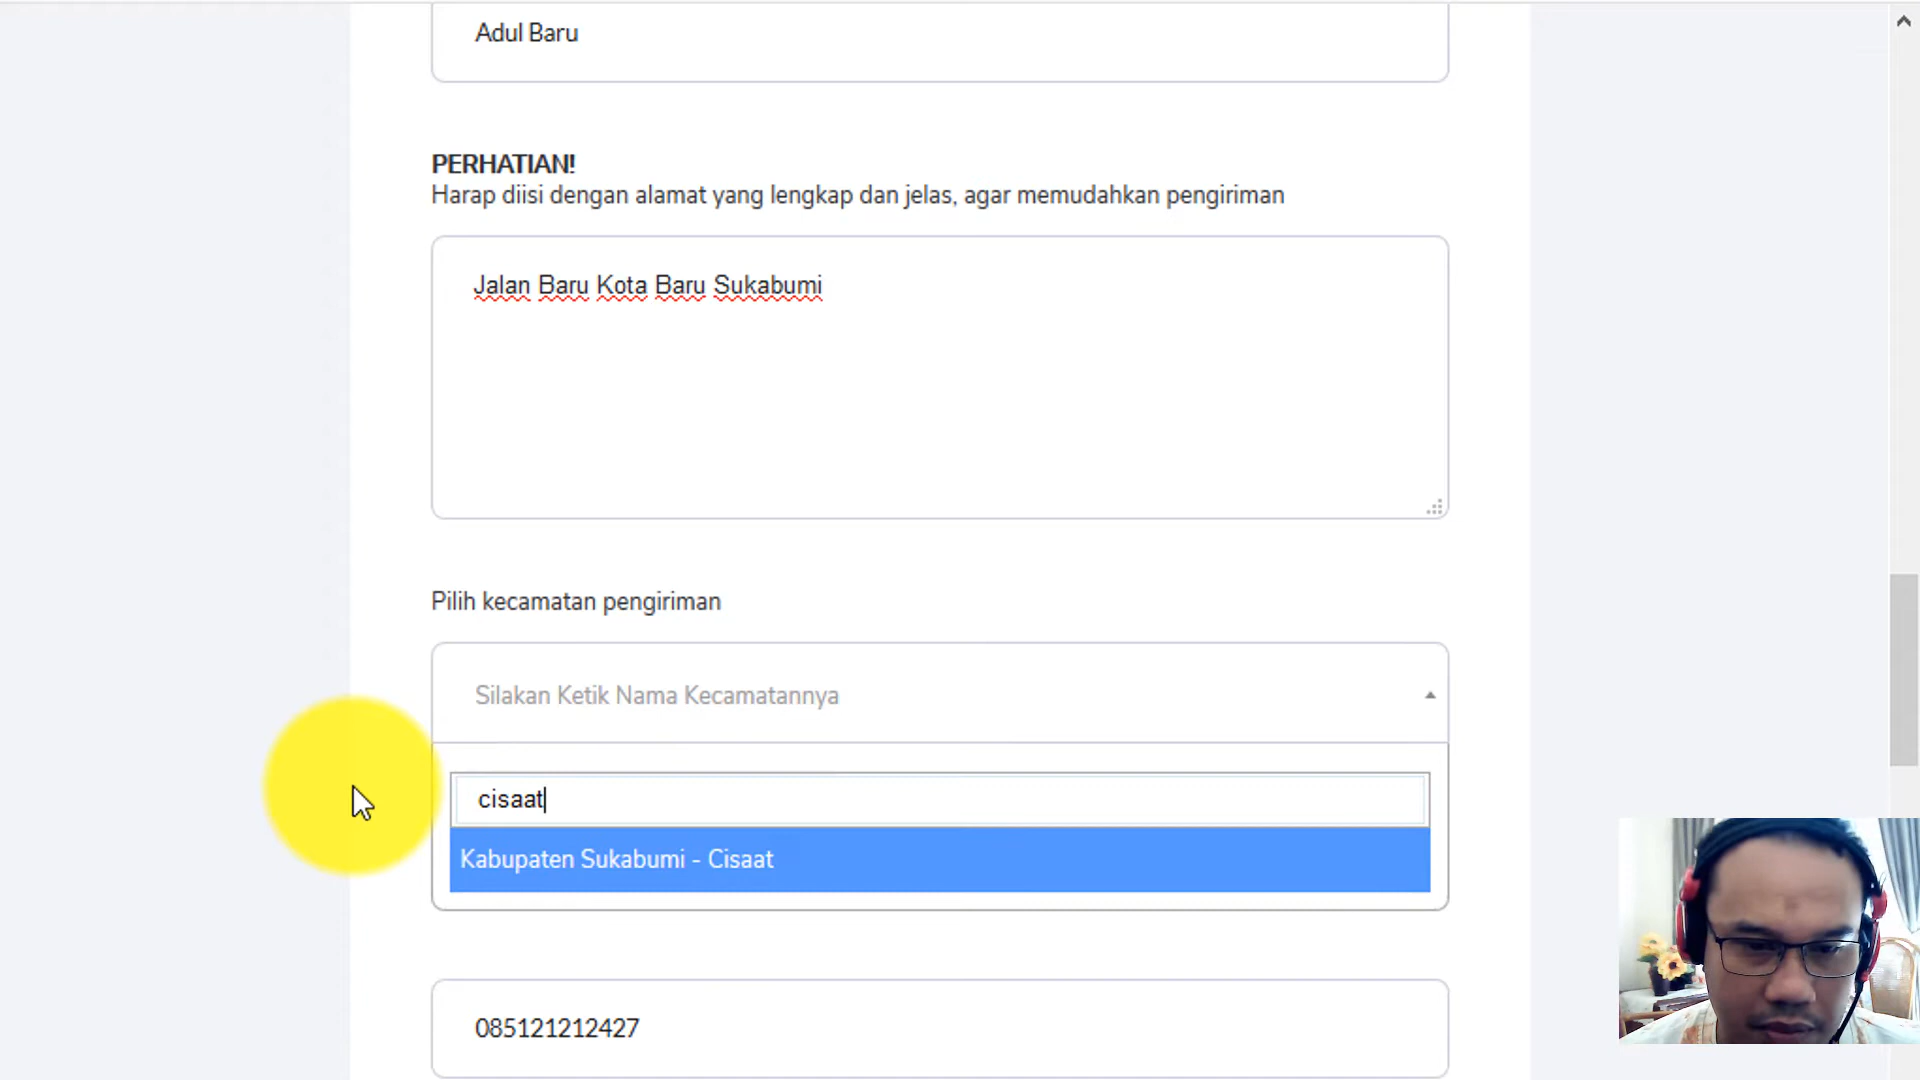 Adul Baru
PERHATIAN!
Harap diisi dengan alamat yang lengkap dan jelas, agar memudahkan pengiriman
Jalan Baru Kota Baru Sukabumi
Pilih kecamatan pengiriman
Silakan Ketik Nama Kecamatannya
cisaat
Kabupaten Sukabumi - Cisaat
085121212427